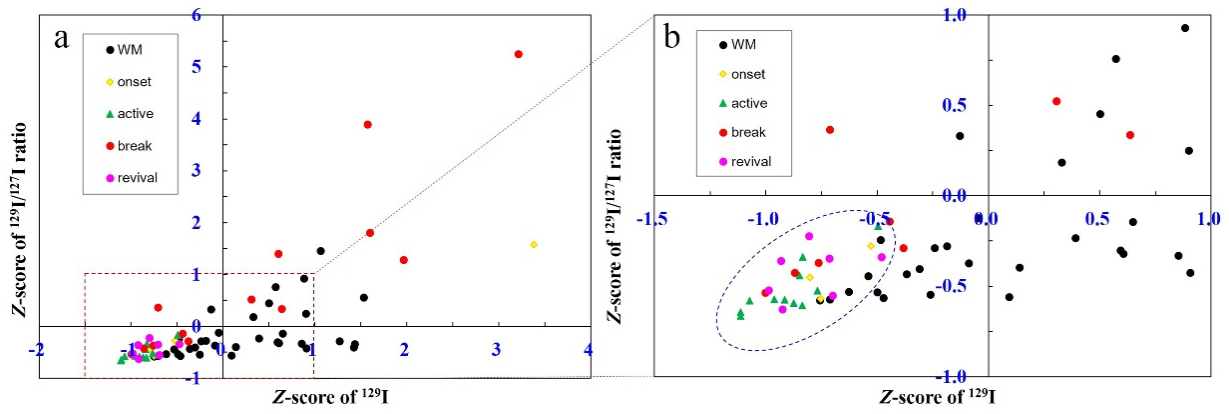 a
WM
onset
active
break
revival
6
5
4
3
2
1
0
-1
-2
-1
0
1
2
3
4
Z-score of ¹²⁹I/¹²⁷I ratio
Z-score of ¹²⁹I
b
WM
onset
active
break
revival
1.0
0.5
0.0
-0.5
-1.0
-1.5
-1.0
-0.5
0.0
0.5
1.0
Z-score of ¹²⁹I/¹²⁷I ratio
Z-score of ¹²⁹I